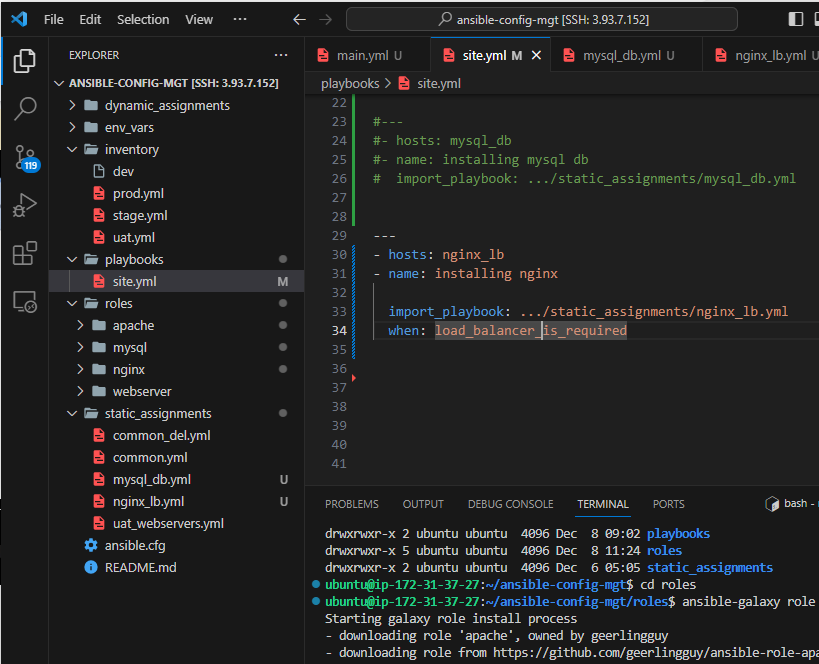 File Edit Selection View ··· ansible-config-mgt [SSH: 3.93.7.152]
EXPLORER ···
ANSIBLE-CONFIG-MGT [SSH: 3.93.7.152]
dynamic_assignments
env_vars
inventory
dev
prod.yml
stage.yml
uat.yml
playbooks
site.yml M
roles
apache
mysql
nginx
webserver
static_assignments
common_del.yml
common.yml
mysql_db.yml U
nginx_lb.yml U
uat_webservers.yml
ansible.cfg
README.md
119
main.yml U site.yml M mysql_db.yml U nginx_lb.yml U
playbooks > site.yml
22
23 #---
24 #- hosts: mysql_db
25 #- name: installing mysql db
26 #  import_playbook: .../static_assignments/mysql_db.yml
27
28
29 ---
30 - hosts: nginx_lb
31 - name: installing nginx
32
33   import_playbook: .../static_assignments/nginx_lb.yml
34   when: load_balancer_is_required
35
36
37
38
39
40
41
PROBLEMS OUTPUT DEBUG CONSOLE TERMINAL PORTS bash -
drwxrwxr-x 2 ubuntu ubuntu  4096 Dec  8 09:02 playbooks
drwxrwxr-x 5 ubuntu ubuntu  4096 Dec  8 11:24 roles
drwxrwxr-x 2 ubuntu ubuntu  4096 Dec  6 05:05 static_assignments
ubuntu@ip-172-31-37-27:~/ansible-config-mgt$ cd roles
ubuntu@ip-172-31-37-27:~/ansible-config-mgt/roles$ ansible-galaxy role
Starting galaxy role install process
- downloading role 'apache', owned by geerlingguy
- downloading role from https://github.com/geerlingguy/ansible-role-apa